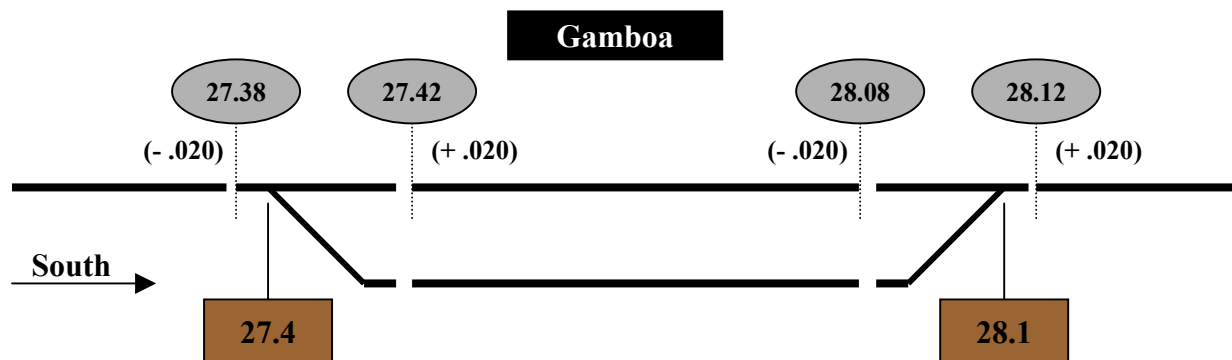 Gamboa
27.38 27.42 28.08 28.12
(- .020) (+ .020) (- .020) (+ .020)
South
27.4 28.1